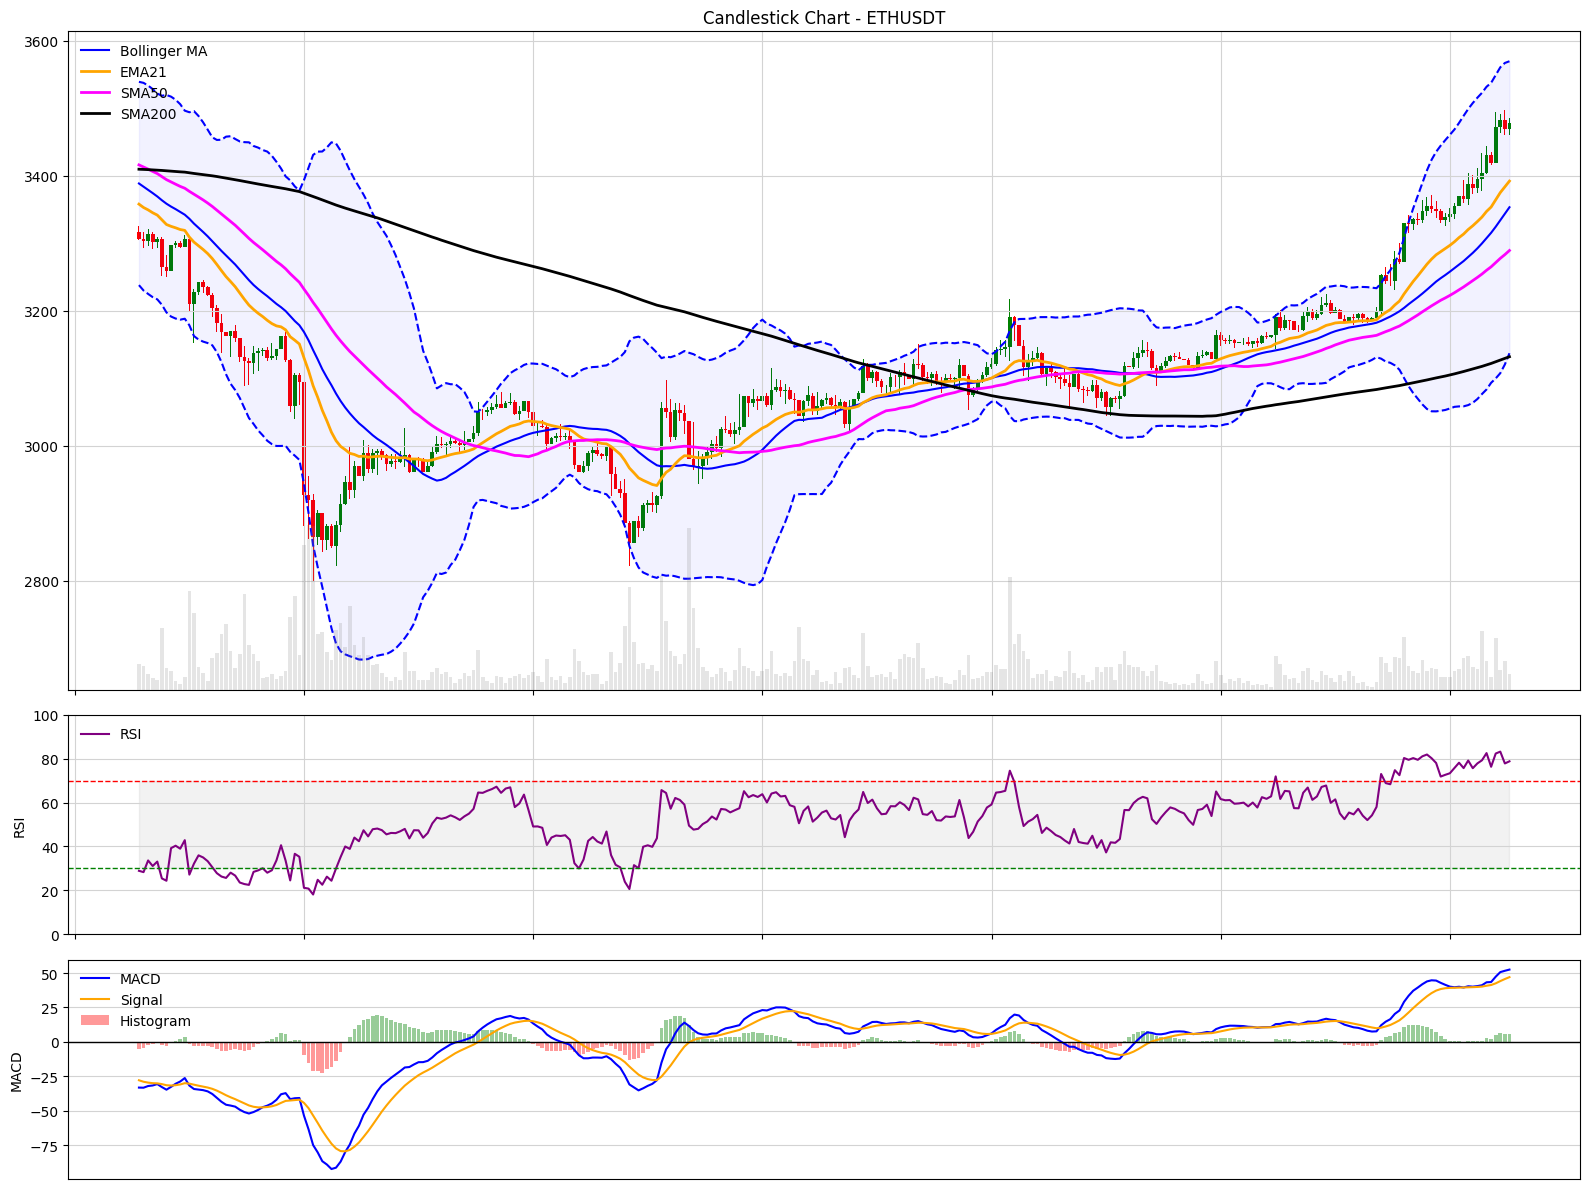 Candlestick Chart - ETHUSDT
3600
3400
3200
3000
2800
Bollinger MA
EMA21
SMA50
SMA200
100
80
60
40
20
0
RSI
RSI
50
25
0
−25
−50
−75
MACD
MACD
Signal
Histogram